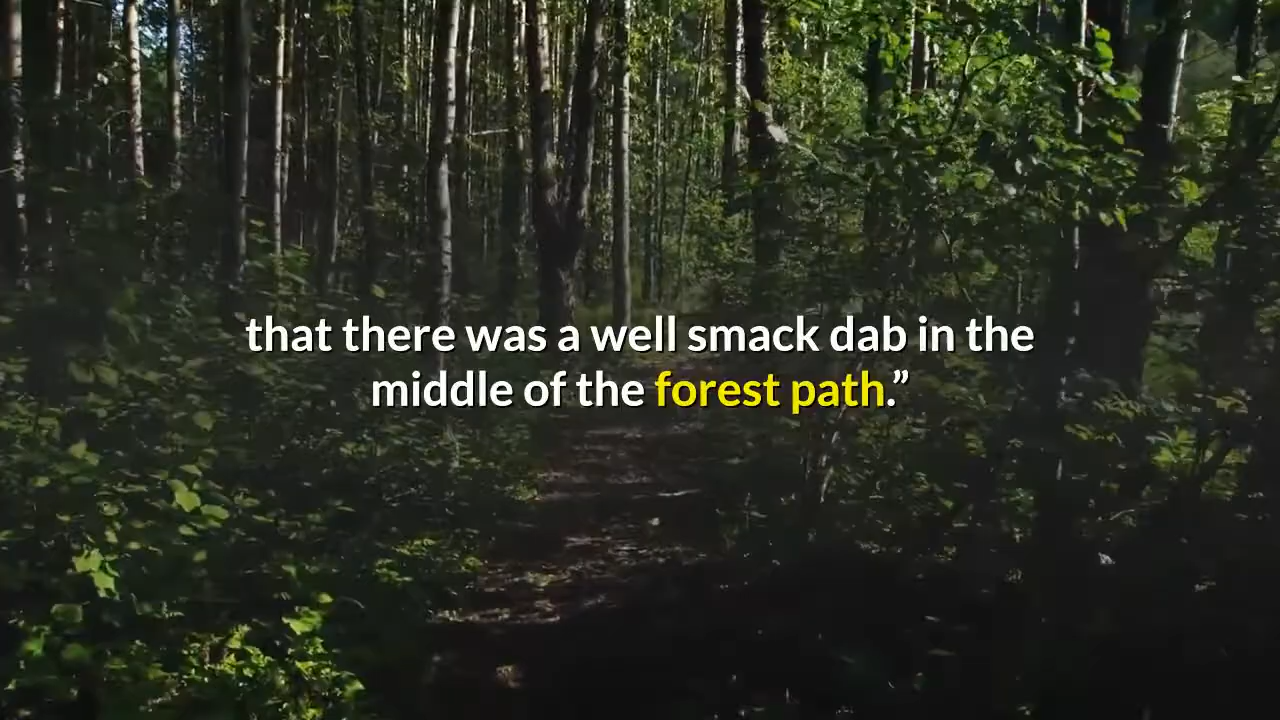 that there was a well smack dab in the
middle of the forest path.”